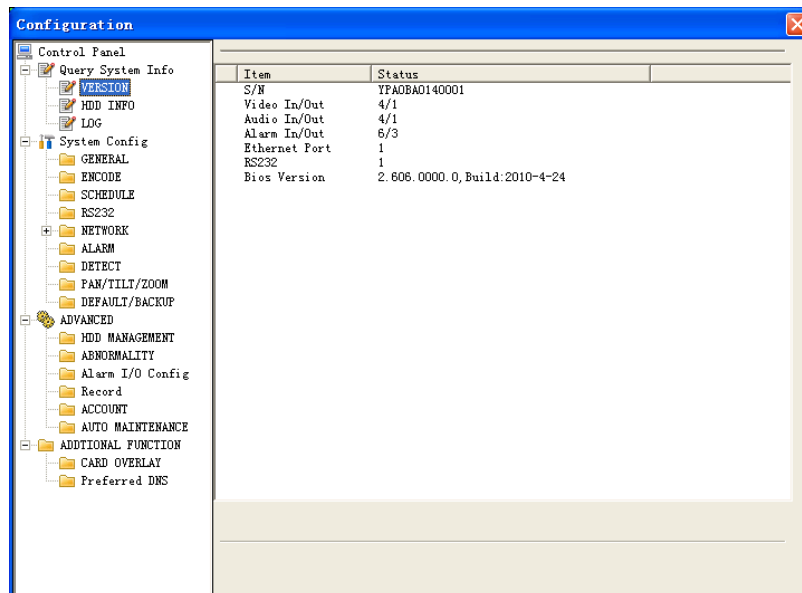 Configuration
Control Panel
Query System Info
VERSION
HDD INFO
LOG
System Config
GENERAL
ENCODE
SCHEDULE
RS232
NETWORK
ALARM
DETECT
PAN/TILT/ZOOM
DEFAULT/BACKUP
ADVANCED
HDD MANAGEMENT
ABNORMALITY
Alarm I/O Config
Record
ACCOUNT
AUTO MAINTENANCE
ADDTIONAL FUNCTION
CARD OVERLAY
Preferred DNS
Item Status
S/N YPA0BA0140001
Video In/Out 4/1
Audio In/Out 4/1
Alarm In/Out 6/3
Ethernet Port 1
RS232 1
Bios Version 2.606.0000.0, Build:2010-4-24